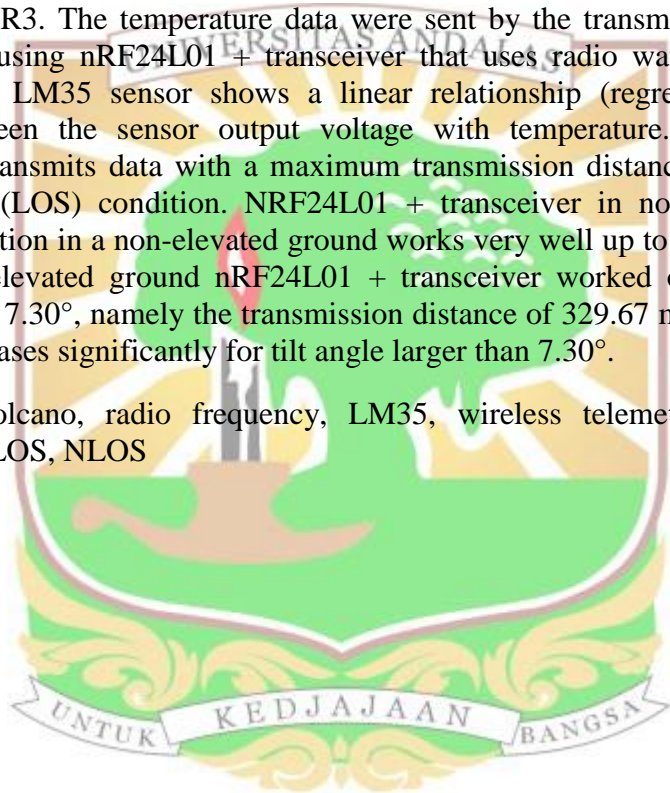 R3. The temperature data were sent by the transm
using nRF24L01 + transceiver that uses radio wa
UNIVERSITAS ANDALAS
LM35 sensor shows a linear relationship (regre
een the sensor output voltage with temperature.
ansmits data with a maximum transmission distanc
(LOS) condition. NRF24L01 + transceiver in no
tion in a non-elevated ground works very well up to
elevated ground nRF24L01 + transceiver worked
7.30°, namely the transmission distance of 329.67
ases significantly for tilt angle larger than 7.30°.
olcano, radio frequency, LM35, wireless teleme
LOS, NLOS
UNTUK KEDJAJAAN BANGSA